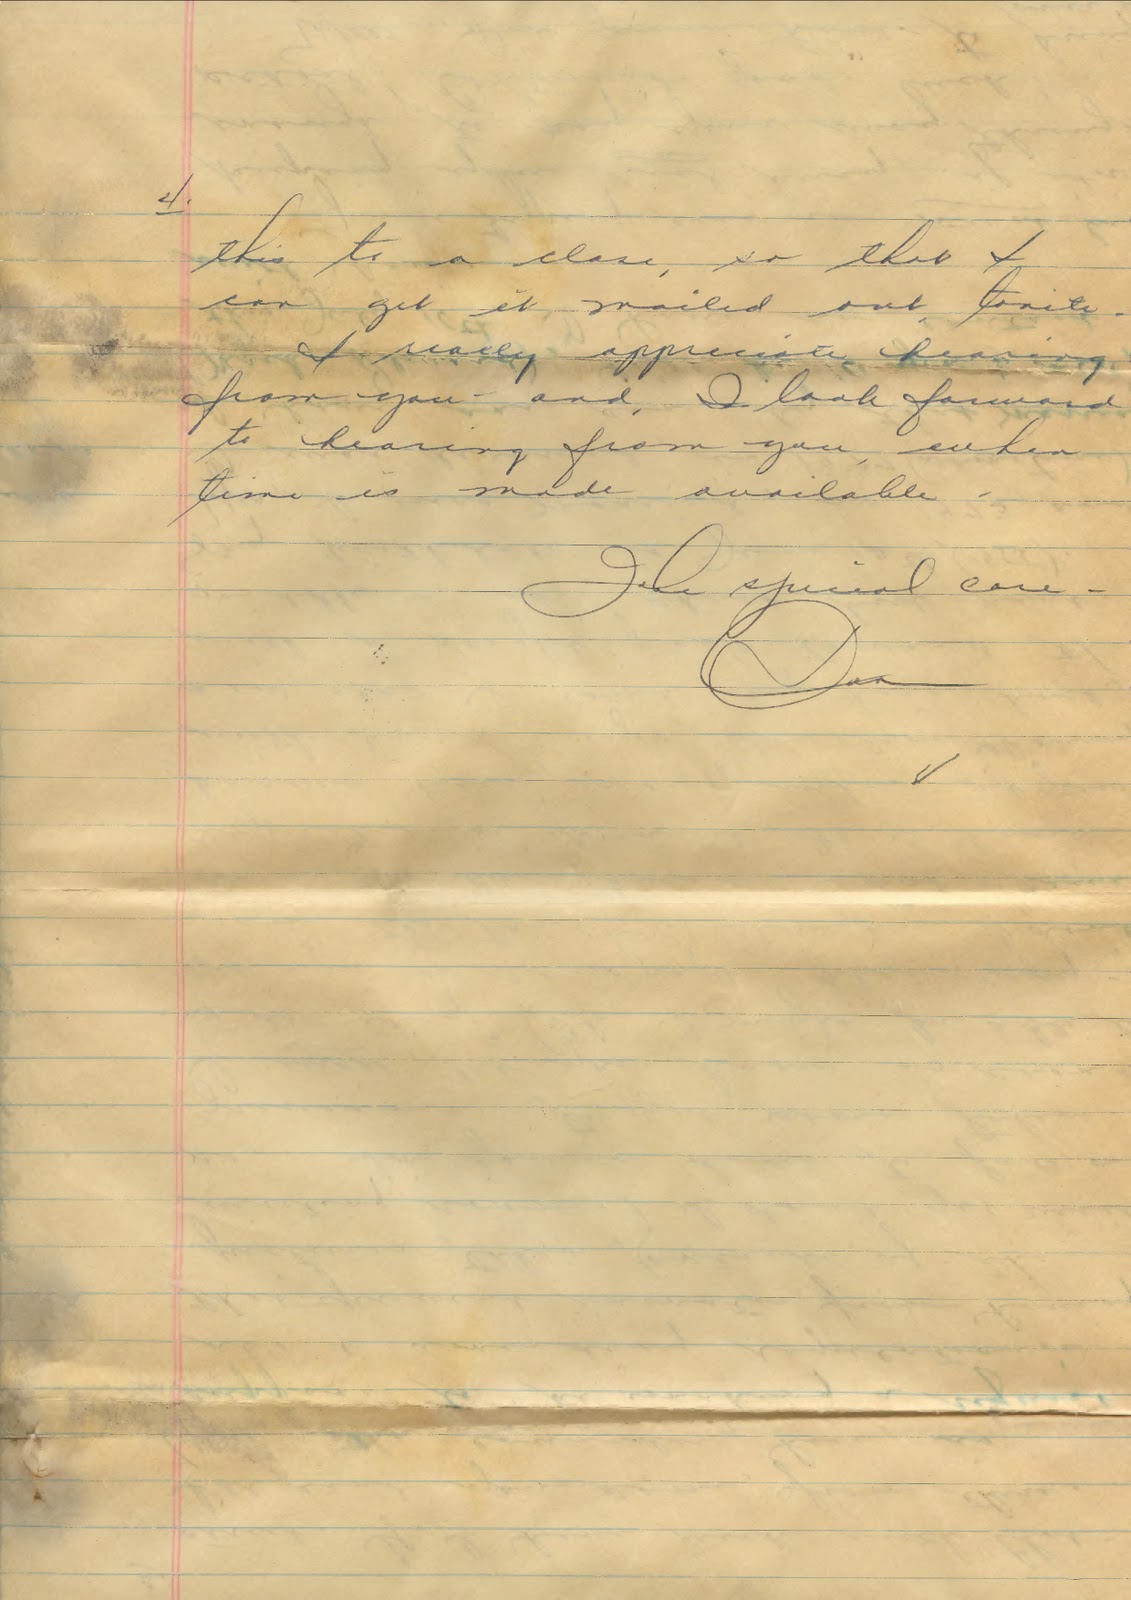 4.
this to a close, so that I
can get it mailed out, tonite -
I really appreciate hearing
from you - and, I look forward
to hearing from you, when
time is made available -
Take special care -
Dan